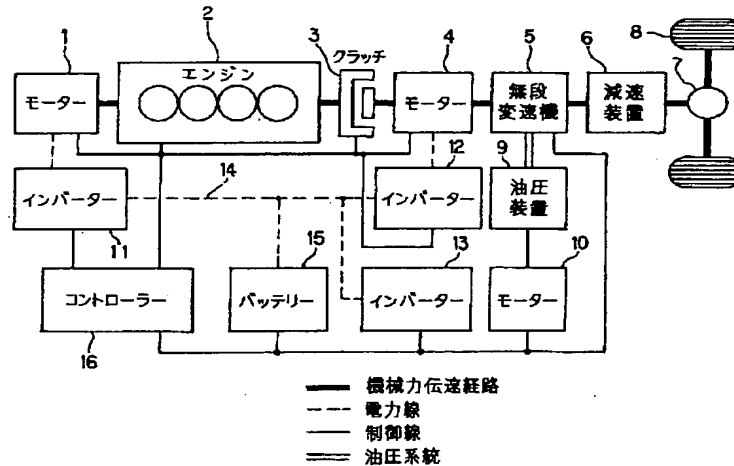 1
モーター
2
エンジン
3
クラッチ
4
モーター
5
無段
変速機
6
減速
装置
7
8
9
油圧
装置
10
モーター
11
インバーター
12
インバーター
13
インバーター
14
15
バッテリー
16
コントローラー
機械力伝達経路
電力線
制御線
油圧系統